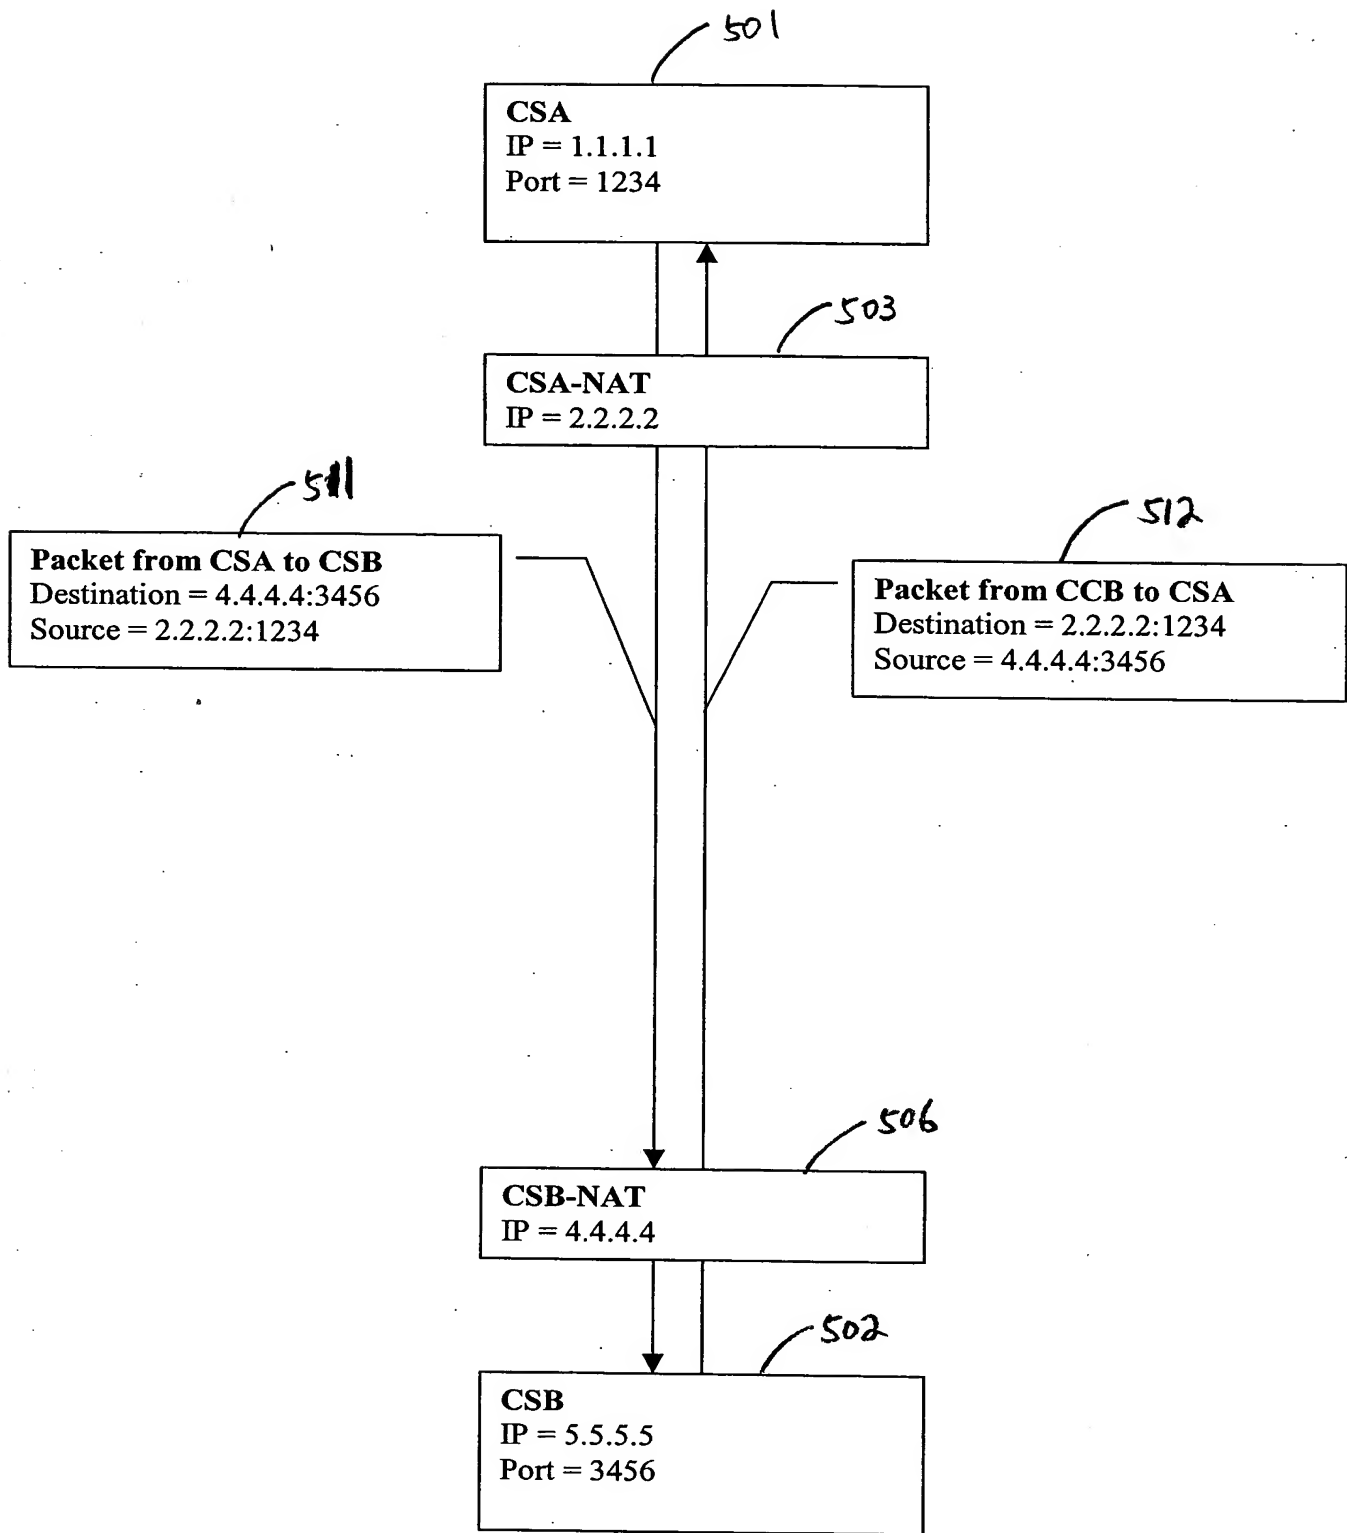 501
CSA
IP = 1.1.1.1
Port = 1234
503
CSA-NAT
IP = 2.2.2.2
511
Packet from CSA to CSB
Destination = 4.4.4.4:3456
Source = 2.2.2.2:1234
512
Packet from CCB to CSA
Destination = 2.2.2.2:1234
Source = 4.4.4.4:3456
506
CSB-NAT
IP = 4.4.4.4
502
CSB
IP = 5.5.5.5
Port = 3456